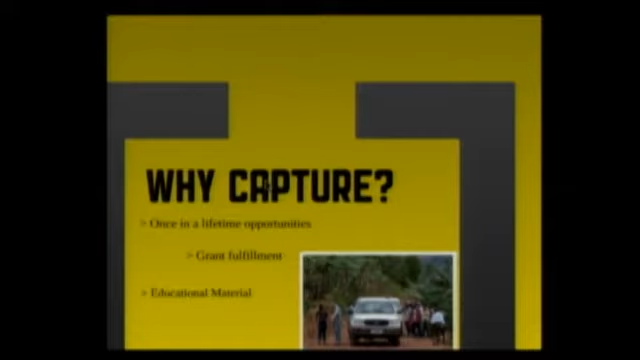 WHY CAPTURE?
> Once in a lifetime opportunities
> Grant fulfillment
> Educational Material